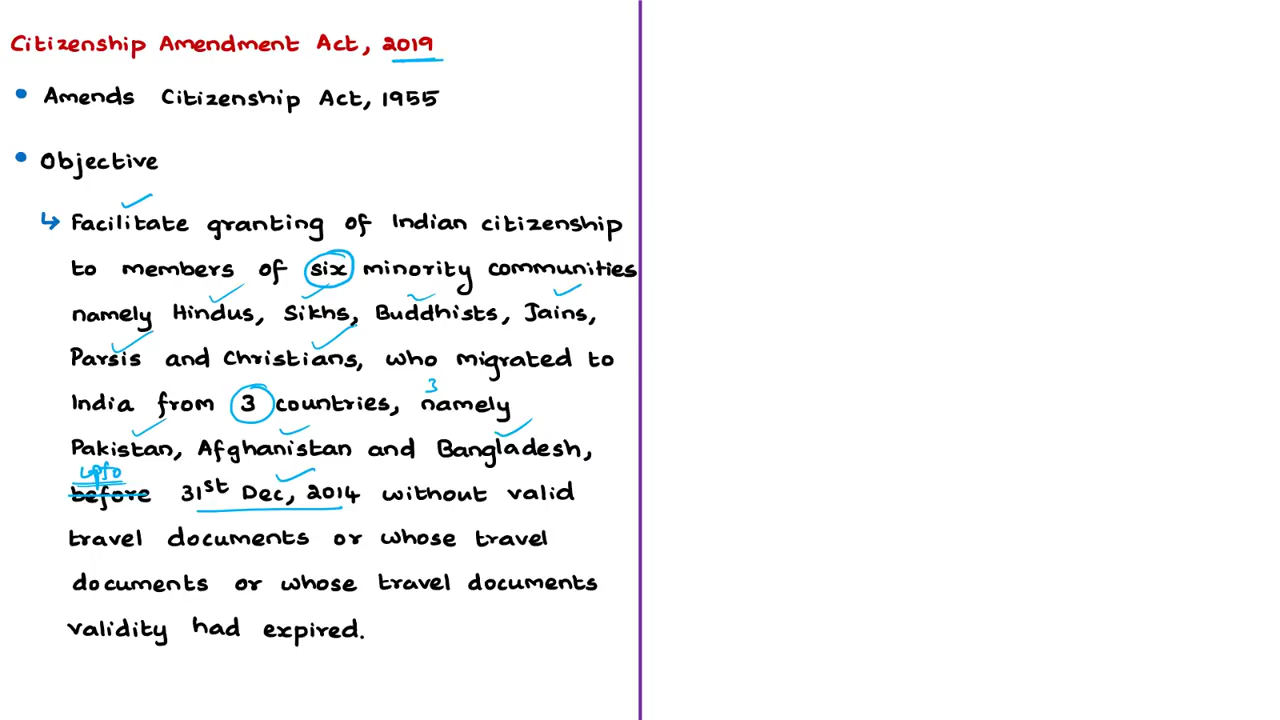 Citizenship Amendment Act, 2019
• Amends Citizenship Act, 1955
• Objective
↳ Facilitate granting of Indian citizenship
to members of six minority communities
namely Hindus, Sikhs, Buddhists, Jains,
Parsis and Christians, who migrated to
3
India from 3 countries, namely
Pakistan, Afghanistan and Bangladesh,
upto
before 31st Dec, 2014 without valid
travel documents or whose travel
documents or whose travel documents
validity had expired.